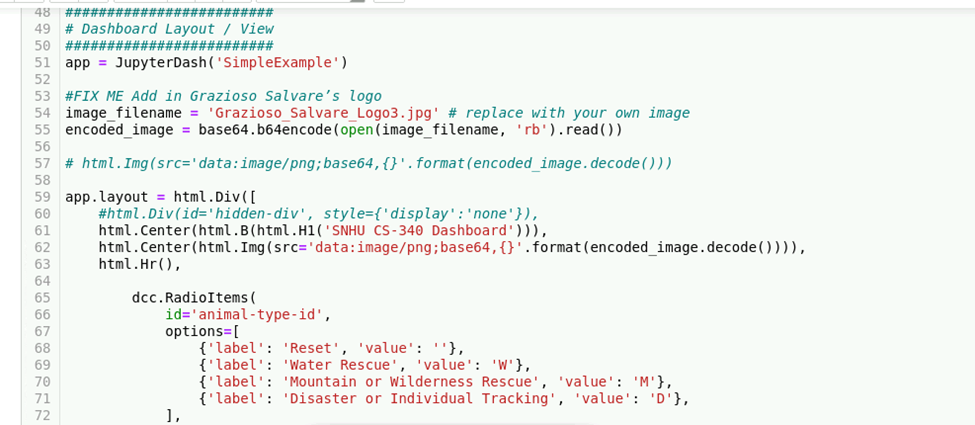 48 #########################
49 # Dashboard Layout / View
50 #########################
51 app = JupyterDash('SimpleExample')
52
53 #FIX ME Add in Grazioso Salvare’s logo
54 image_filename = 'Grazioso_Salvare_Logo3.jpg' # replace with your own image
55 encoded_image = base64.b64encode(open(image_filename, 'rb').read())
56
57 # html.Img(src='data:image/png;base64,{}'.format(encoded_image.decode()))
58
59 app.layout = html.Div([
60     #html.Div(id='hidden-div', style={'display':'none'}),
61     html.Center(html.B(html.H1('SNHU CS-340 Dashboard'))),
62     html.Center(html.Img(src='data:image/png;base64,{}'.format(encoded_image.decode()))),
63     html.Hr(),
64
65         dcc.RadioItems(
66             id='animal-type-id',
67             options=[
68                 {'label': 'Reset', 'value': ''},
69                 {'label': 'Water Rescue', 'value': 'W'},
70                 {'label': 'Mountain or Wilderness Rescue', 'value': 'M'},
71                 {'label': 'Disaster or Individual Tracking', 'value': 'D'},
72             ],